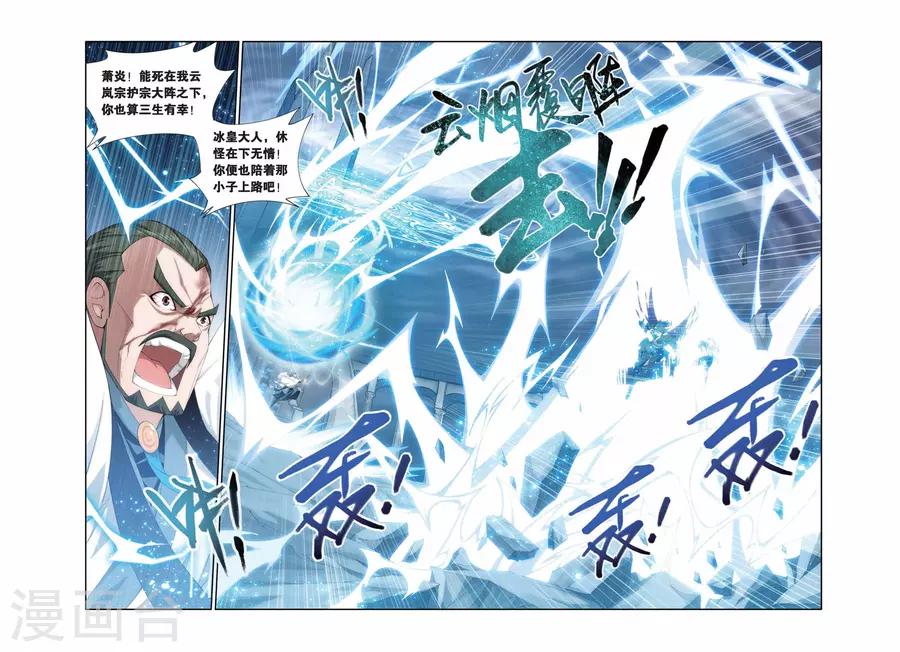 萧炎！能死在我云
岚宗护宗大阵之下，
你也算三生有幸！
冰皇大人，休
怪在下无情！
你便也陪着那
小子上路吧！
云烟覆日阵
去！！！
轰！
轰！
轰！
漫画台